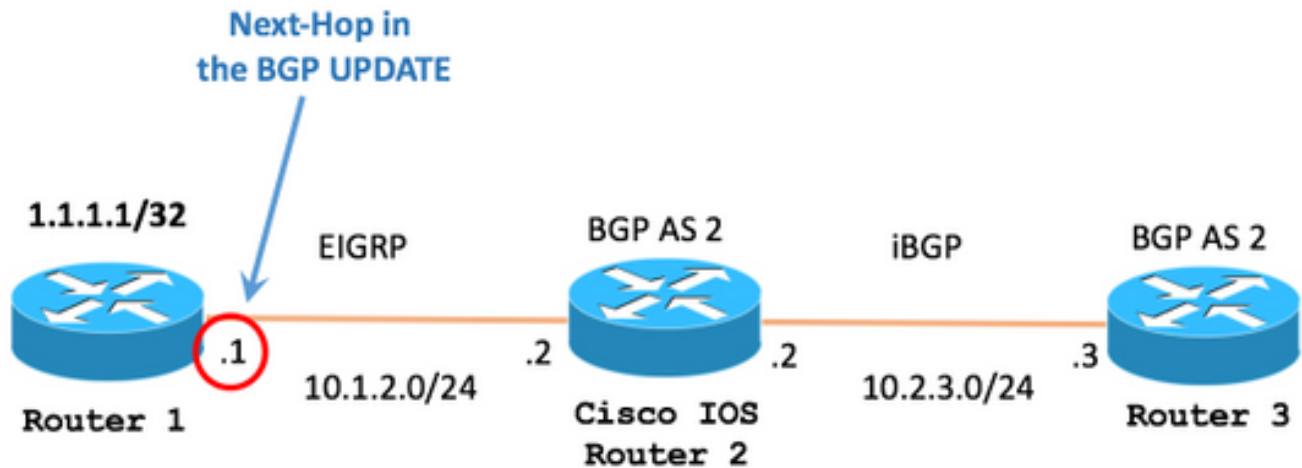 Next-Hop in
the BGP UPDATE
1.1.1.1/32
EIGRP
BGP AS 2
iBGP
BGP AS 2
.1
.2
.2
.3
10.1.2.0/24
10.2.3.0/24
Router 1
Cisco IOS
Router 2
Router 3